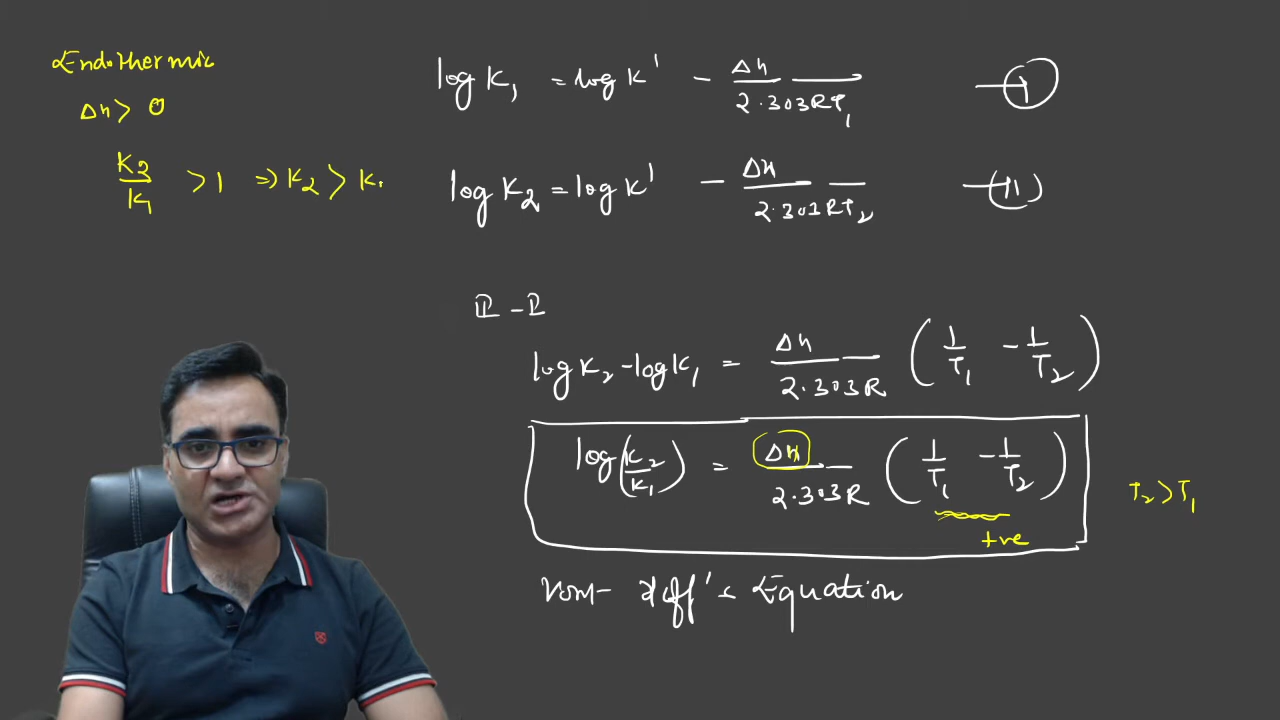 Endothermic
ΔH > 0
K2/K1 > 1 ⇒ K2 > K1
log K1 = log K' - ΔH/2.303RT1 — I
log K2 = log K' - ΔH/2.303RT2 — II
II - I
log K2 - log K1 = ΔH/2.303R (1/T1 - 1/T2)
log(K2/K1) = ΔH/2.303R (1/T1 - 1/T2)
+ve
T2 > T1
Equation